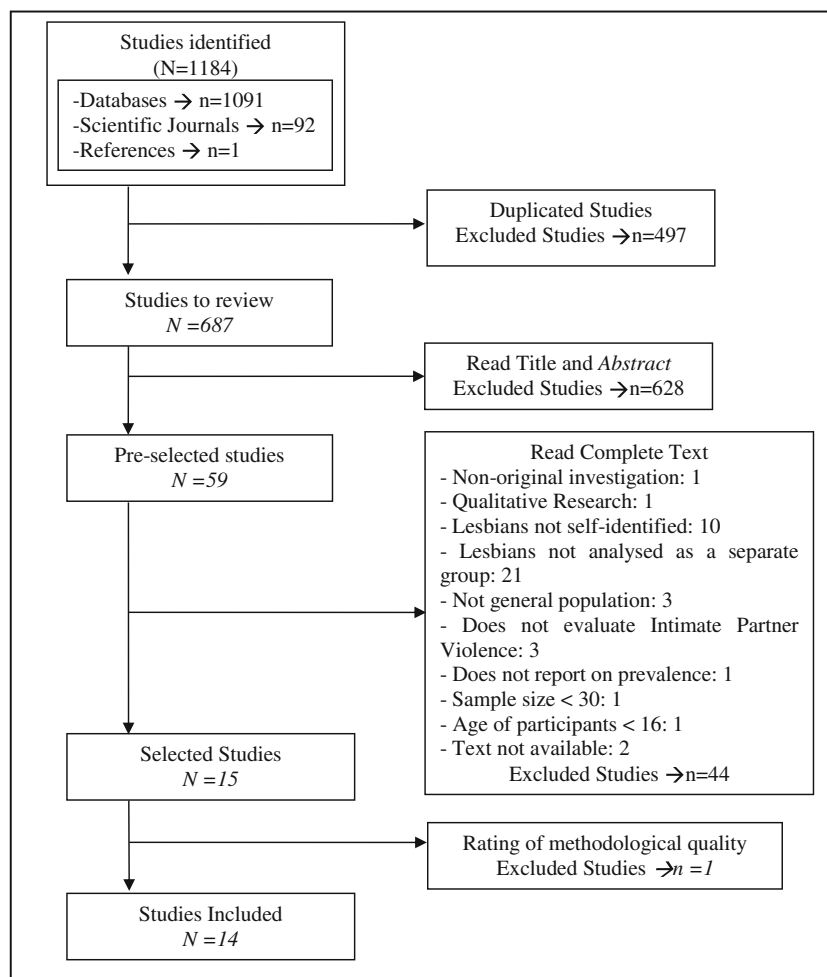 Studies identified
(N=1184)
-Databases → n=1091
-Scientific Journals → n=92
-References → n=1
Duplicated Studies
Excluded Studies →n=497
Studies to review
N =687
Read Title and Abstract
Excluded Studies →n=628
Pre-selected studies
N =59
Read Complete Text
- Non-original investigation: 1
- Qualitative Research: 1
- Lesbians not self-identified: 10
- Lesbians not analysed as a separate
group: 21
- Not general population: 3
- Does not evaluate Intimate Partner
Violence: 3
- Does not report on prevalence: 1
- Sample size < 30: 1
- Age of participants < 16: 1
- Text not available: 2
Excluded Studies →n=44
Selected Studies
N =15
Rating of methodological quality
Excluded Studies →n =1
Studies Included
N =14